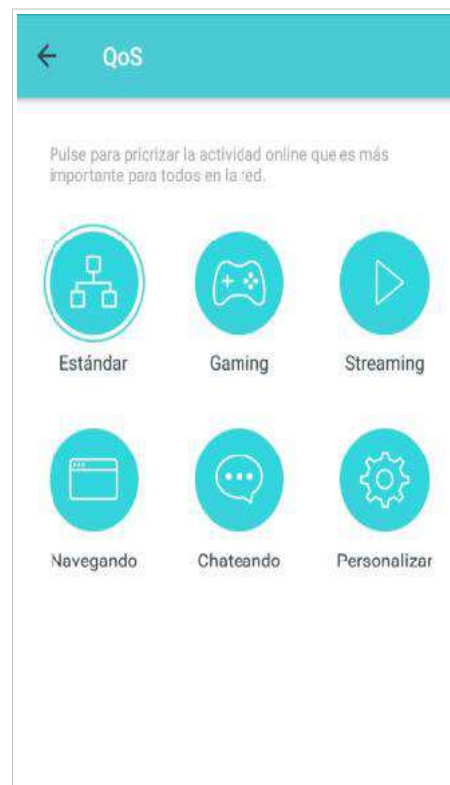 QoS
Pulse para pricrizar la actividad online que es más
importante para todos en la red.
Estándar Gaming Streaming
Navegando Chateando Personalizar